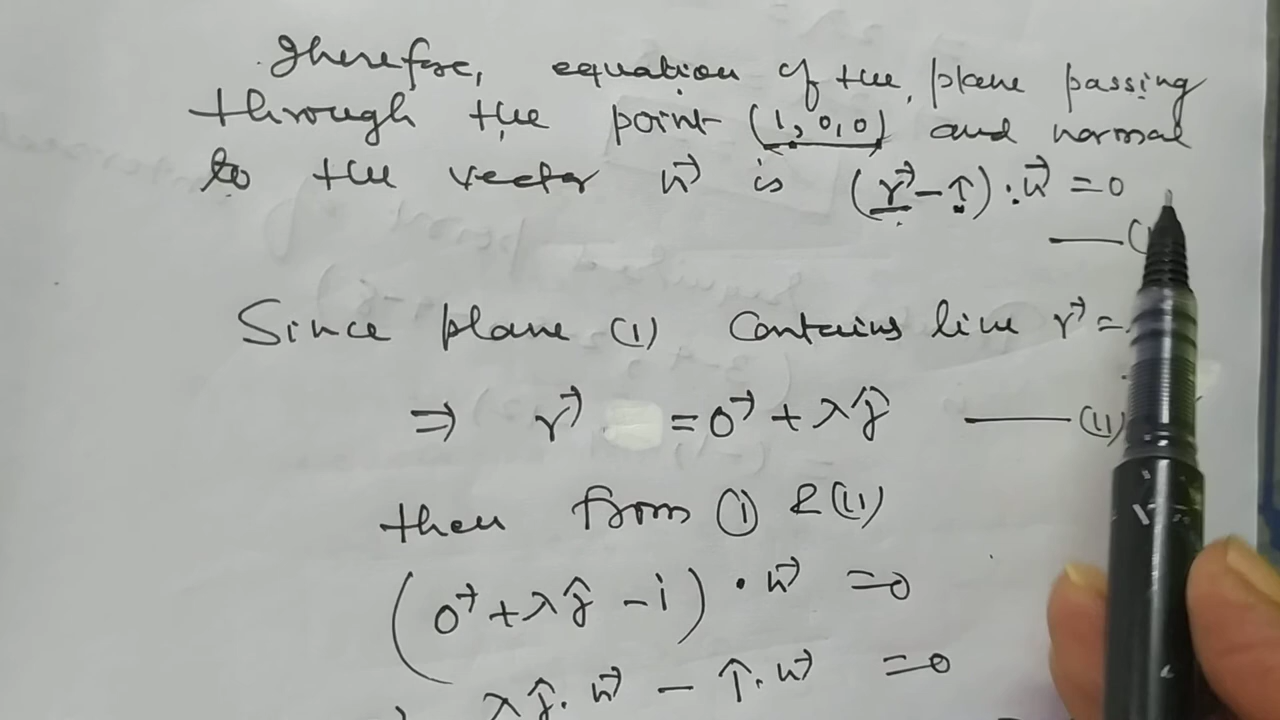 Therefore, equation of the plane passing
through the point (1,0,0) and normal
to the vector n⃗ is (r⃗ - î) · n⃗ = 0
—— (
Since plane (1) Contains line r⃗ =
⇒ r⃗ = 0⃗ + λĵ —— (11)
then from ① & (11)
(0⃗ + λĵ - i) · n⃗ = 0
λĵ · n⃗ - î · n⃗ = 0